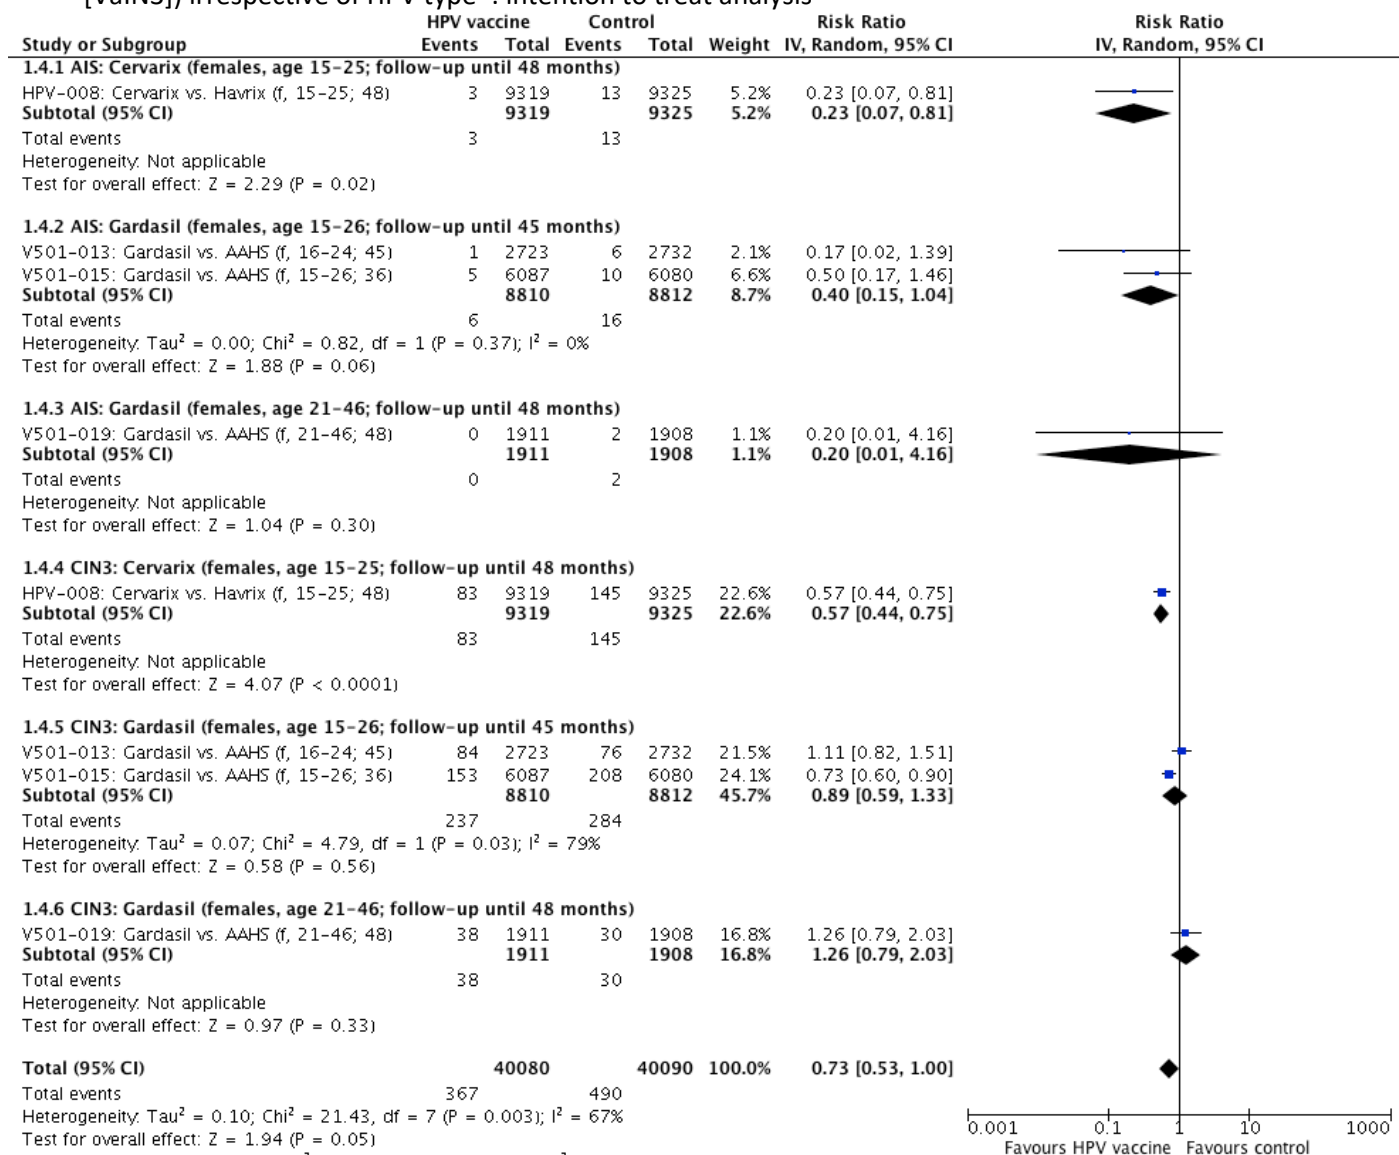 [VaIN3]) irrespective of HPV type : intention to treat analysis
HPV vaccine Control Risk Ratio Risk Ratio
Study or Subgroup Events Total Events Total Weight IV, Random, 95% CI IV, Random, 95% CI
1.4.1 AIS: Cervarix (females, age 15-25; follow-up until 48 months)
HPV-008: Cervarix vs. Havrix (f, 15-25; 48) 3 9319 13 9325 5.2% 0.23 [0.07, 0.81]
Subtotal (95% CI) 9319 9325 5.2% 0.23 [0.07, 0.81]
Total events 3 13
Heterogeneity: Not applicable
Test for overall effect: Z = 2.29 (P = 0.02)
1.4.2 AIS: Gardasil (females, age 15-26; follow-up until 45 months)
V501-013: Gardasil vs. AAHS (f, 16-24; 45) 1 2723 6 2732 2.1% 0.17 [0.02, 1.39]
V501-015: Gardasil vs. AAHS (f, 15-26; 36) 5 6087 10 6080 6.6% 0.50 [0.17, 1.46]
Subtotal (95% CI) 8810 8812 8.7% 0.40 [0.15, 1.04]
Total events 6 16
Heterogeneity: Tau² = 0.00; Chi² = 0.82, df = 1 (P = 0.37); I² = 0%
Test for overall effect: Z = 1.88 (P = 0.06)
1.4.3 AIS: Gardasil (females, age 21-46; follow-up until 48 months)
V501-019: Gardasil vs. AAHS (f, 21-46; 48) 0 1911 2 1908 1.1% 0.20 [0.01, 4.16]
Subtotal (95% CI) 1911 1908 1.1% 0.20 [0.01, 4.16]
Total events 0 2
Heterogeneity: Not applicable
Test for overall effect: Z = 1.04 (P = 0.30)
1.4.4 CIN3: Cervarix (females, age 15-25; follow-up until 48 months)
HPV-008: Cervarix vs. Havrix (f, 15-25; 48) 83 9319 145 9325 22.6% 0.57 [0.44, 0.75]
Subtotal (95% CI) 9319 9325 22.6% 0.57 [0.44, 0.75]
Total events 83 145
Heterogeneity: Not applicable
Test for overall effect: Z = 4.07 (P < 0.0001)
1.4.5 CIN3: Gardasil (females, age 15-26; follow-up until 45 months)
V501-013: Gardasil vs. AAHS (f, 16-24; 45) 84 2723 76 2732 21.5% 1.11 [0.82, 1.51]
V501-015: Gardasil vs. AAHS (f, 15-26; 36) 153 6087 208 6080 24.1% 0.73 [0.60, 0.90]
Subtotal (95% CI) 8810 8812 45.7% 0.89 [0.59, 1.33]
Total events 237 284
Heterogeneity: Tau² = 0.07; Chi² = 4.79, df = 1 (P = 0.03); I² = 79%
Test for overall effect: Z = 0.58 (P = 0.56)
1.4.6 CIN3: Gardasil (females, age 21-46; follow-up until 48 months)
V501-019: Gardasil vs. AAHS (f, 21-46; 48) 38 1911 30 1908 16.8% 1.26 [0.79, 2.03]
Subtotal (95% CI) 1911 1908 16.8% 1.26 [0.79, 2.03]
Total events 38 30
Heterogeneity: Not applicable
Test for overall effect: Z = 0.97 (P = 0.33)
Total (95% CI) 40080 40090 100.0% 0.73 [0.53, 1.00]
Total events 367 490
Heterogeneity: Tau² = 0.10; Chi² = 21.43, df = 7 (P = 0.003); I² = 67%
Test for overall effect: Z = 1.94 (P = 0.05)
0.001 0.1 1 10 1000
Favours HPV vaccine Favours control